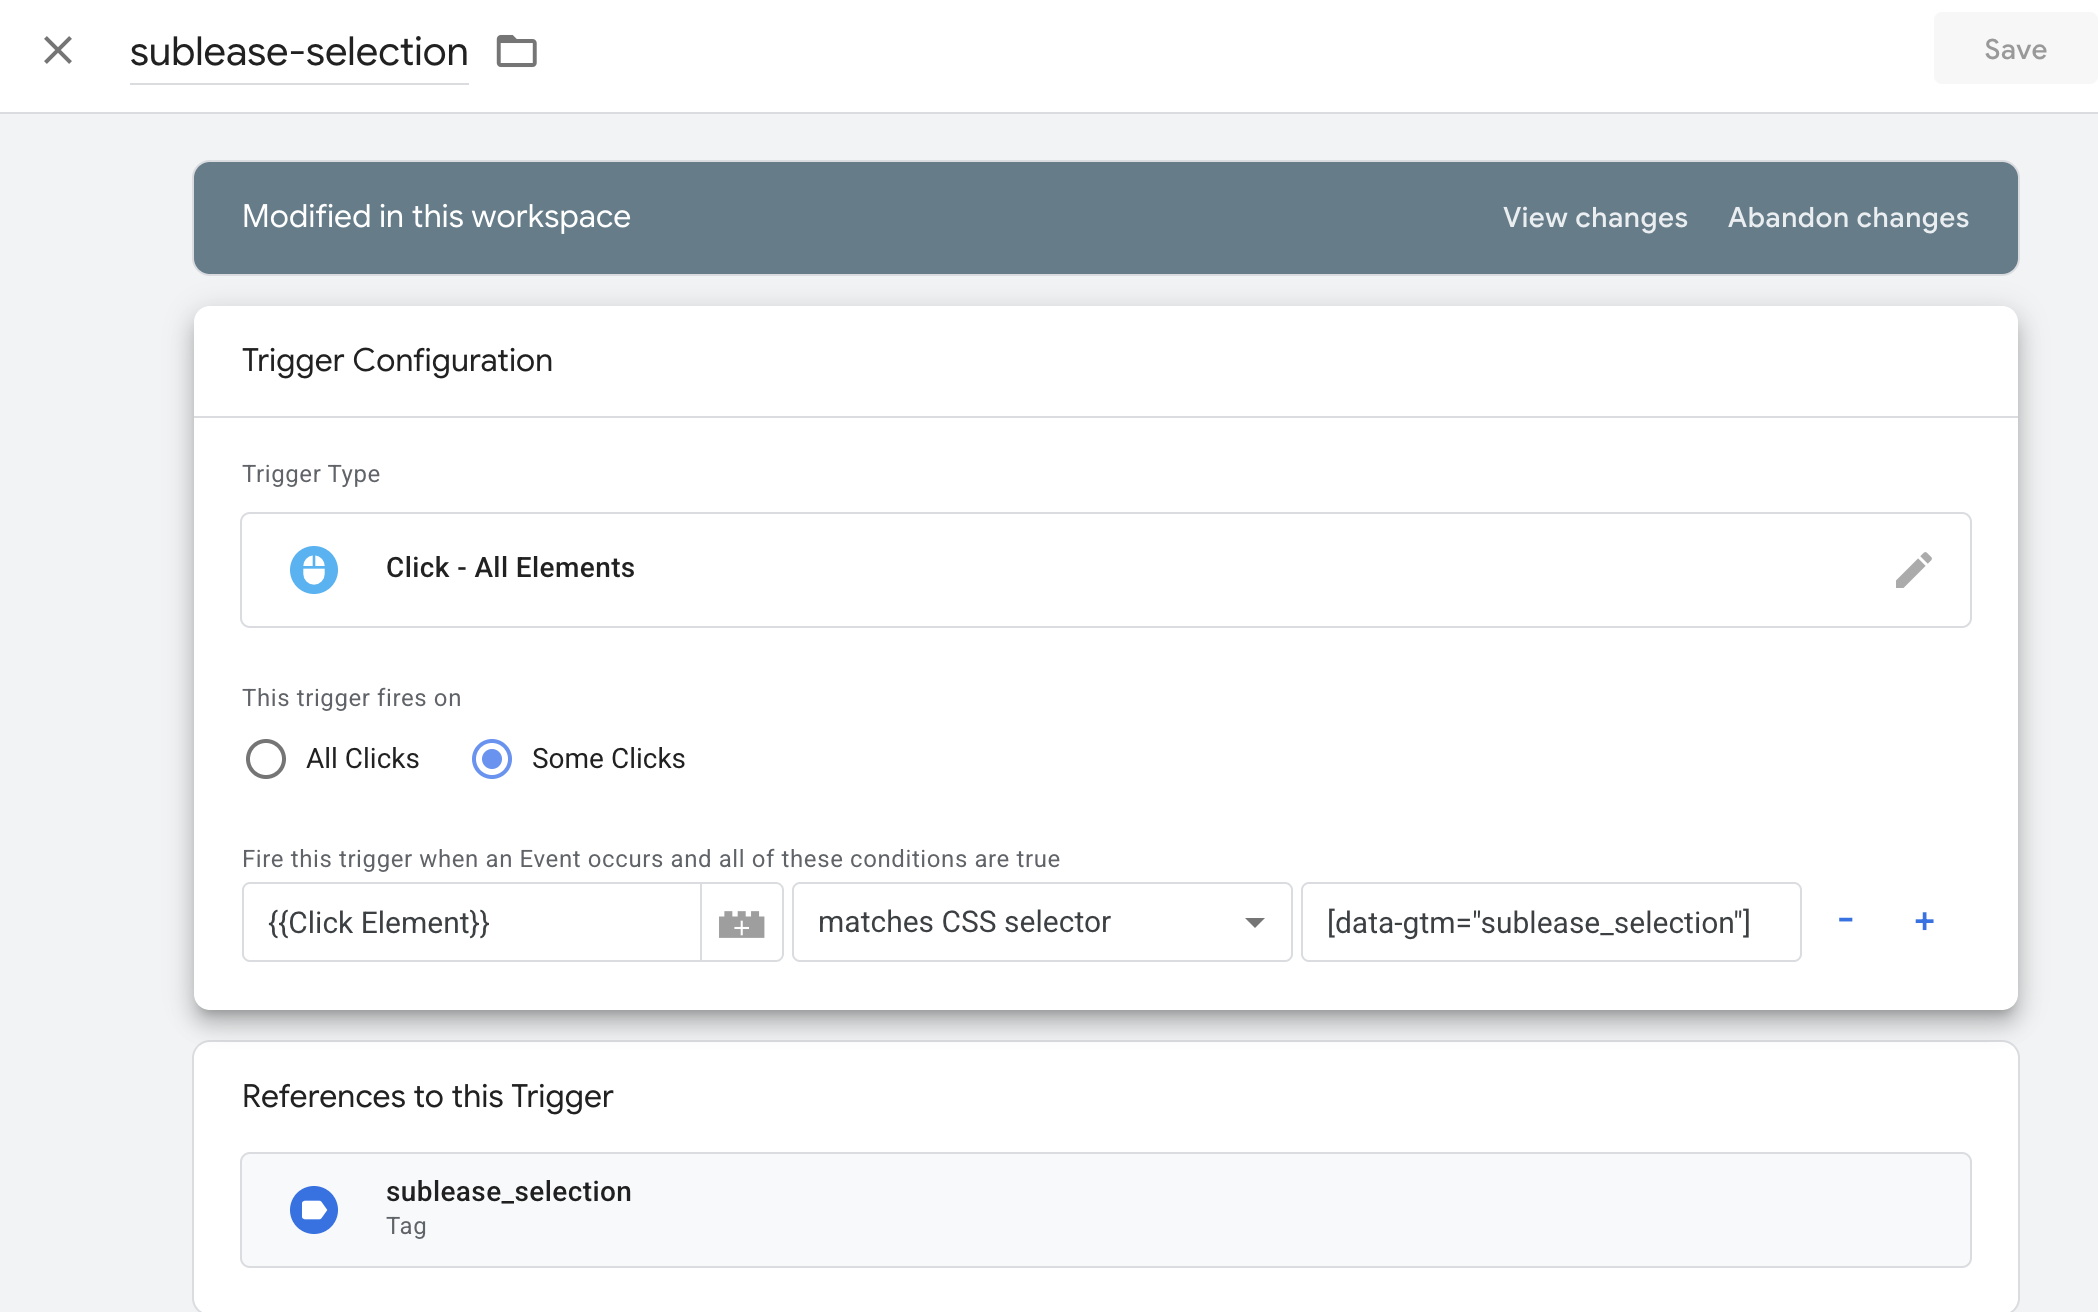 sublease-selection
Save
Modified in this workspace
View changes
Abandon changes
Trigger Configuration
Trigger Type
Click - All Elements
This trigger fires on
All Clicks
Some Clicks
Fire this trigger when an Event occurs and all of these conditions are true
{{Click Element}}
matches CSS selector
[data-gtm="sublease_selection"]
References to this Trigger
sublease_selection
Tag